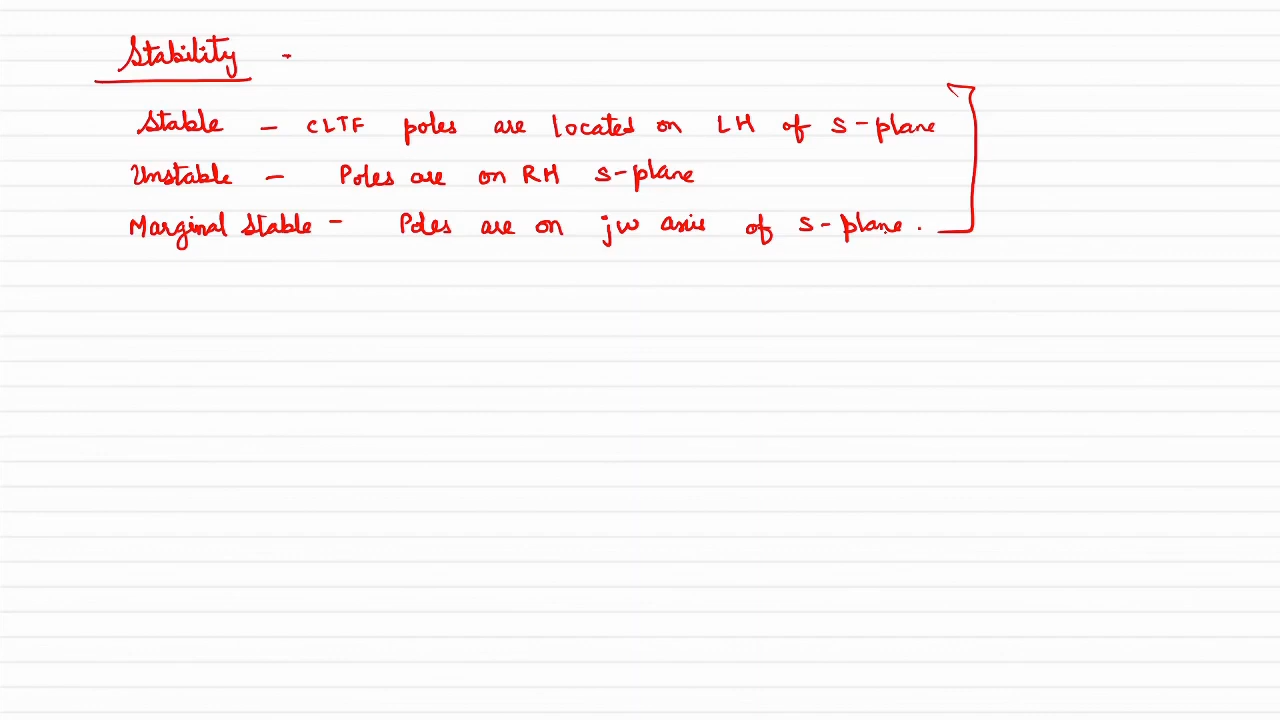 Stability -
Stable - CLTF poles are located on LH of s-plane
Unstable - Poles are on RH s-plane
Marginal Stable - Poles are on jw axis of s-plane.